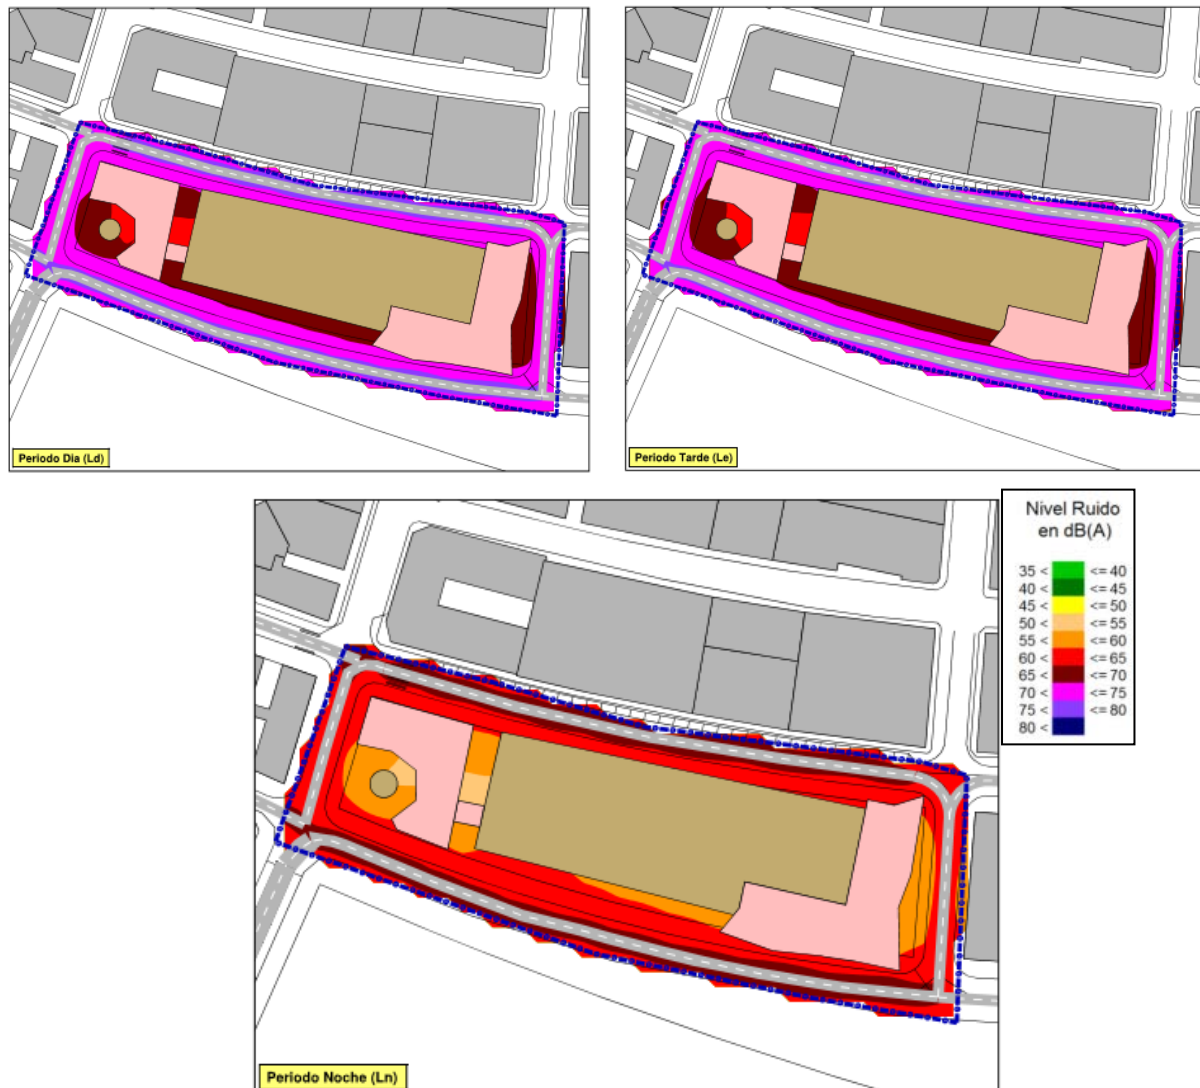 Periodo Dia (Ld)
Periodo Tarde (Le)
Nivel Ruido
en dB(A)
35 < <= 40
40 < <= 45
45 < <= 50
50 < <= 55
55 < <= 60
60 < <= 65
65 < <= 70
70 < <= 75
75 < <= 80
80 <
Periodo Noche (Ln)